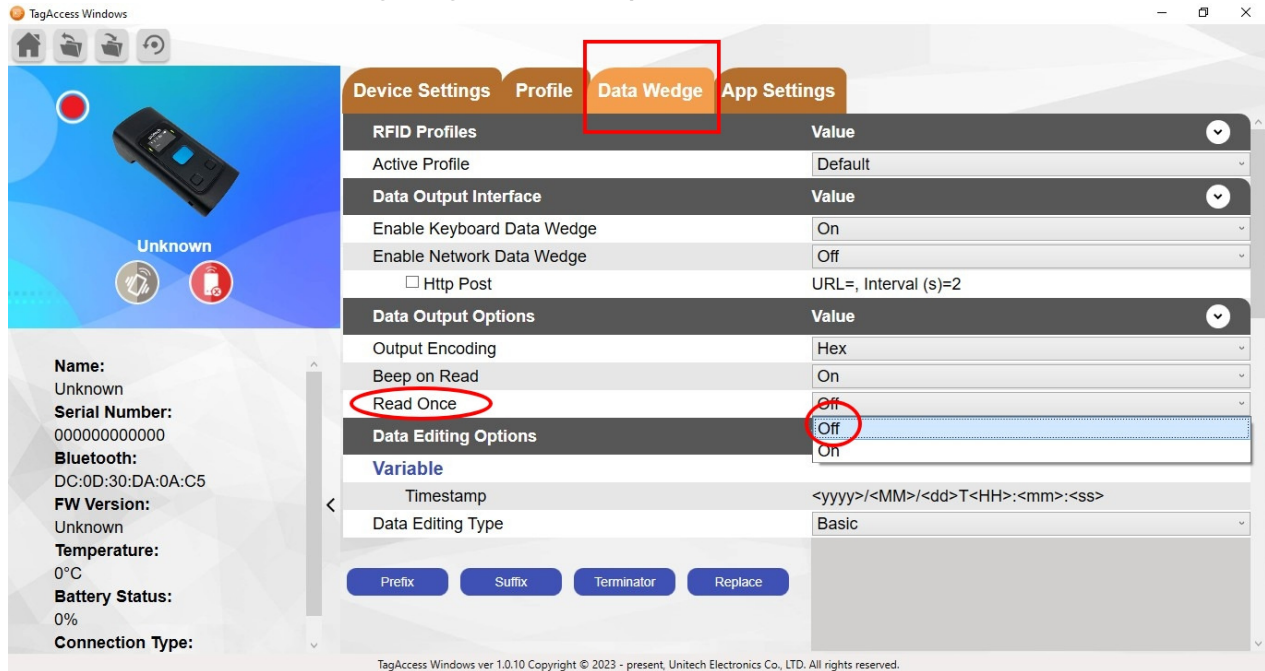 TagAccess Windows
Device Settings Profile Data Wedge App Settings
RFID Profiles Value
Active Profile Default
Data Output Interface Value
Enable Keyboard Data Wedge On
Enable Network Data Wedge Off
Http Post URL=, Interval (s)=2
Data Output Options Value
Output Encoding Hex
Beep on Read On
Read Once Off
Off
On
Data Editing Options
Variable
Timestamp <yyyy>/<MM>/<dd>T<HH>:<mm>:<ss>
Data Editing Type Basic
Prefix Suffix Terminator Replace
Unknown
Name:
Unknown
Serial Number:
000000000000
Bluetooth:
DC:0D:30:DA:0A:C5
FW Version:
Unknown
Temperature:
0°C
Battery Status:
0%
Connection Type:
TagAccess Windows ver 1.0.10 Copyright © 2023 - present, Unitech Electronics Co., LTD. All rights reserved.